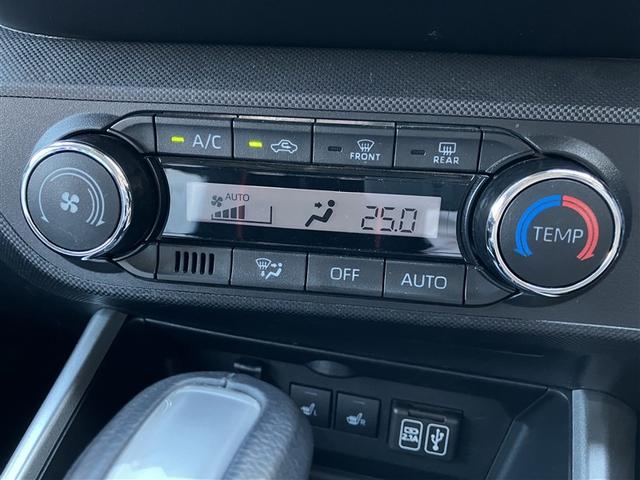 A/C
FRONT
REAR
AUTO
25.0
TEMP
OFF
AUTO
L
R
2.1A